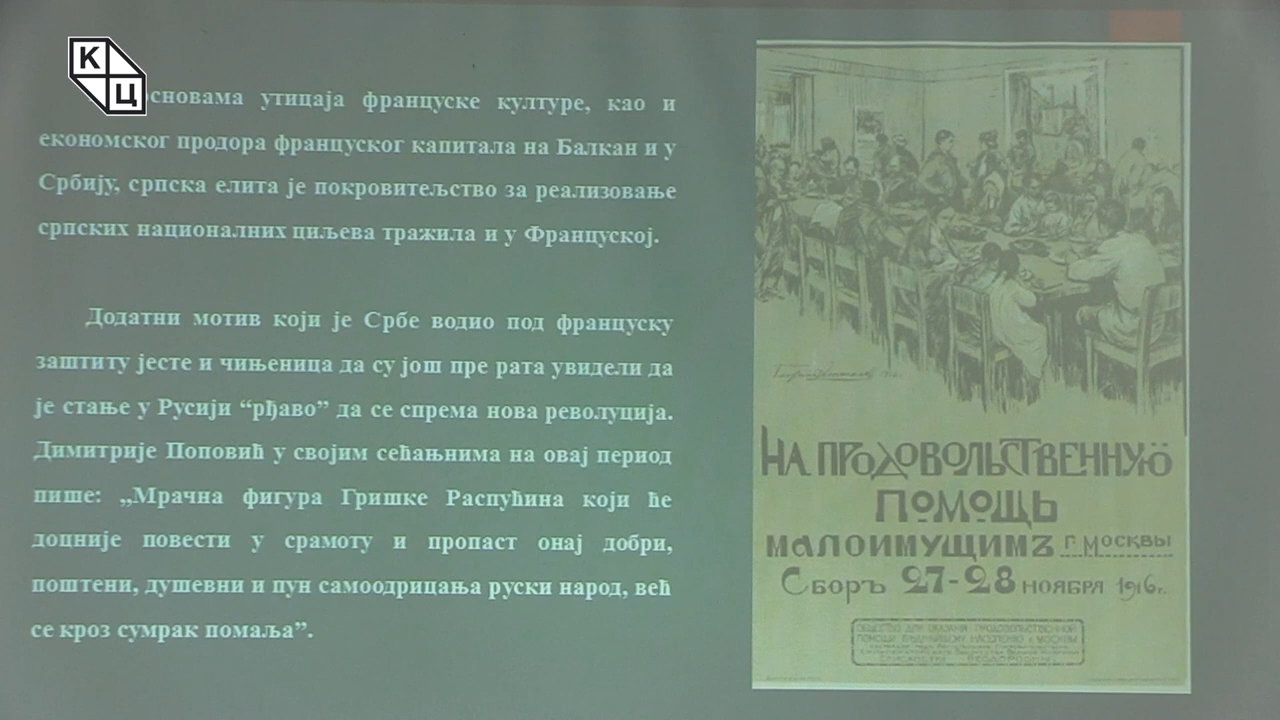 К
Ц
сновама утицаја француске културе, као и
економског продора француског капитала на Балкан и у
Србију, српска елита је покровитељство за реализовање
српских националних циљева тражила и у Француској.
Додатни мотив који је Србе водио под француску
заштиту јесте и чињеница да су још пре рата увидели да
је стање у Русији “рђаво” да се спрема нова револуција.
Димитрије Поповић у својим сећањнима на овај период
пише: „Мрачна фигура Гришке Распућина који ће
доцније повести у срамоту и пропаст онај добри,
поштени, душевни и пун самоодрицања руски народ, већ
се кроз сумрак помаља”.
На продовольственную
помощь
малоимущимъ г. Москвы
Сборъ 27-28 ноября 1916 г.